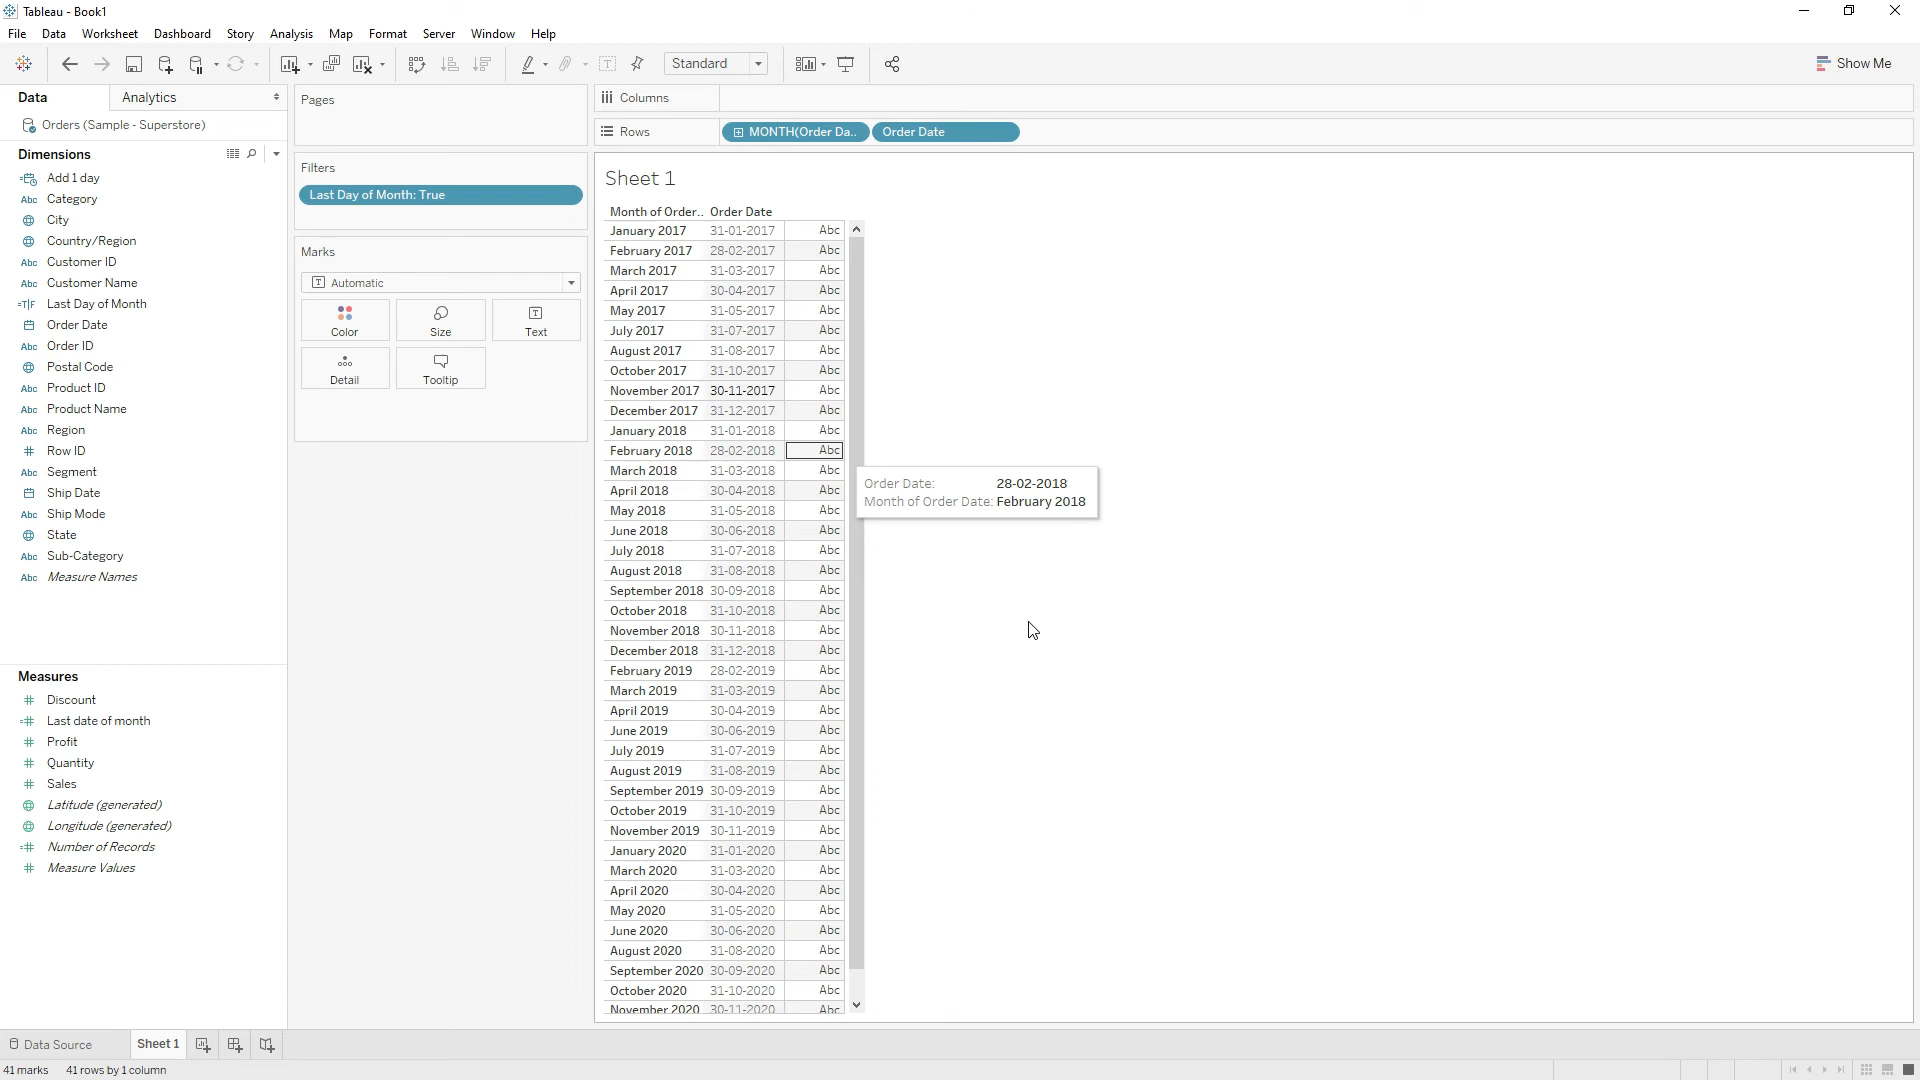 Tableau - Book1
File Data Worksheet Dashboard Story Analysis Map Format Server Window Help
Standard
Show Me
Data Analytics
Orders (Sample - Superstore)
Dimensions
Add 1 day
Abc Category
City
Country/Region
Abc Customer ID
Abc Customer Name
=T|F Last Day of Month
Order Date
Abc Order ID
Postal Code
Abc Product ID
Abc Product Name
Abc Region
# Row ID
Abc Segment
Ship Date
Abc Ship Mode
State
Abc Sub-Category
Abc Measure Names
Measures
# Discount
=# Last date of month
# Profit
# Quantity
# Sales
Latitude (generated)
Longitude (generated)
=# Number of Records
# Measure Values
Pages
Filters
Last Day of Month: True
Marks
Automatic
Color Size Text
Detail Tooltip
Columns
Rows MONTH(Order Da.. Order Date
Sheet 1
Month of Order.. Order Date
January 2017 31-01-2017 Abc
February 2017 28-02-2017 Abc
March 2017 31-03-2017 Abc
April 2017 30-04-2017 Abc
May 2017 31-05-2017 Abc
July 2017 31-07-2017 Abc
August 2017 31-08-2017 Abc
October 2017 31-10-2017 Abc
November 2017 30-11-2017 Abc
December 2017 31-12-2017 Abc
January 2018 31-01-2018 Abc
February 2018 28-02-2018 Abc
March 2018 31-03-2018 Abc
April 2018 30-04-2018 Abc
May 2018 31-05-2018 Abc
June 2018 30-06-2018 Abc
July 2018 31-07-2018 Abc
August 2018 31-08-2018 Abc
September 2018 30-09-2018 Abc
October 2018 31-10-2018 Abc
November 2018 30-11-2018 Abc
December 2018 31-12-2018 Abc
February 2019 28-02-2019 Abc
March 2019 31-03-2019 Abc
April 2019 30-04-2019 Abc
June 2019 30-06-2019 Abc
July 2019 31-07-2019 Abc
August 2019 31-08-2019 Abc
September 2019 30-09-2019 Abc
October 2019 31-10-2019 Abc
November 2019 30-11-2019 Abc
January 2020 31-01-2020 Abc
March 2020 31-03-2020 Abc
April 2020 30-04-2020 Abc
May 2020 31-05-2020 Abc
June 2020 30-06-2020 Abc
August 2020 31-08-2020 Abc
September 2020 30-09-2020 Abc
October 2020 31-10-2020 Abc
November 2020 30-11-2020 Abc
Order Date: 28-02-2018
Month of Order Date: February 2018
Data Source Sheet 1
41 marks 41 rows by 1 column